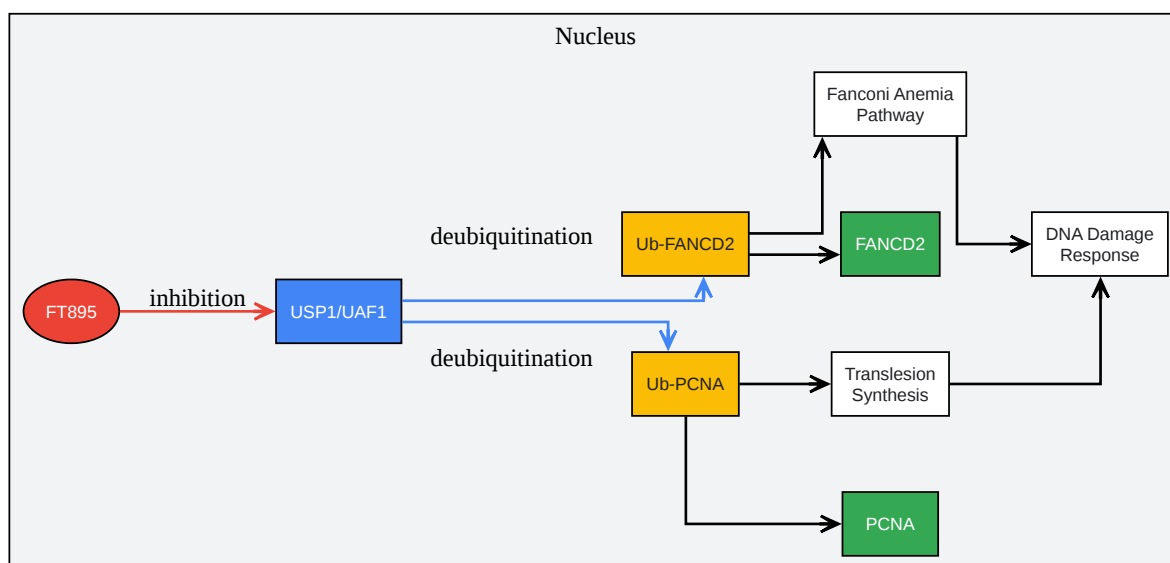 Nucleus
Fanconi Anemia
Pathway
deubiquitination
Ub-FANCD2
FANCD2
DNA Damage
Response
FT895
inhibition
USP1/UAF1
deubiquitination
Ub-PCNA
Translesion
Synthesis
PCNA